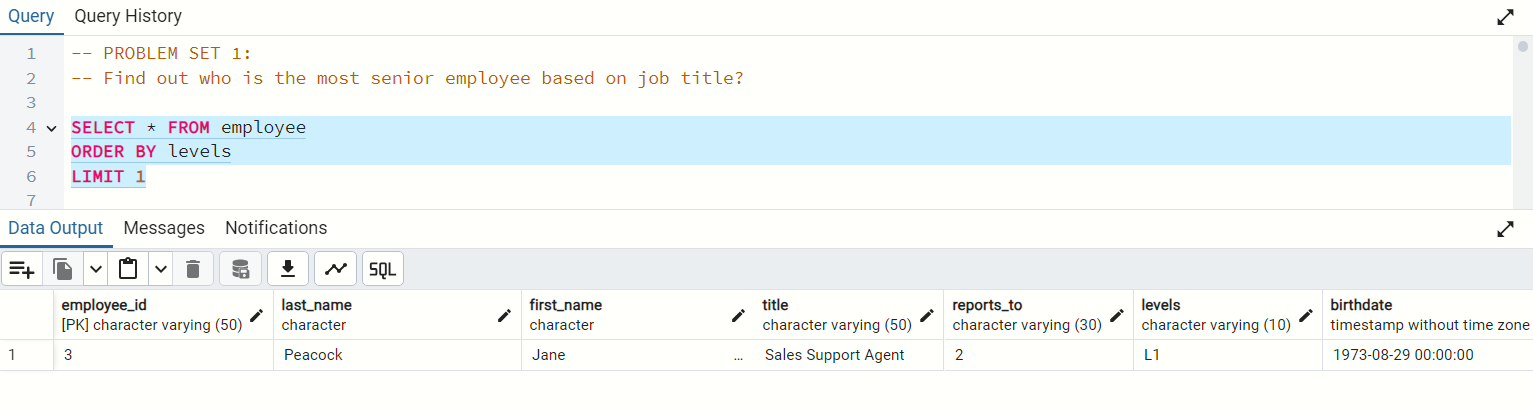 Query Query History
1 -- PROBLEM SET 1:
2 -- Find out who is the most senior employee based on job title?
3
4 SELECT * FROM employee
5 ORDER BY levels
6 LIMIT 1
7
Data Output Messages Notifications
SQL
employee_id last_name first_name title reports_to levels birthdate
[PK] character varying (50) character character character varying (50) character varying (30) character varying (10) timestamp without time zone
1 3 Peacock Jane ... Sales Support Agent 2 L1 1973-08-29 00:00:00